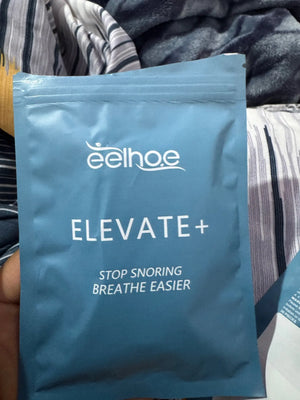 eelhoe
ELEVATE+
STOP SNORING
BREATHE EASIER